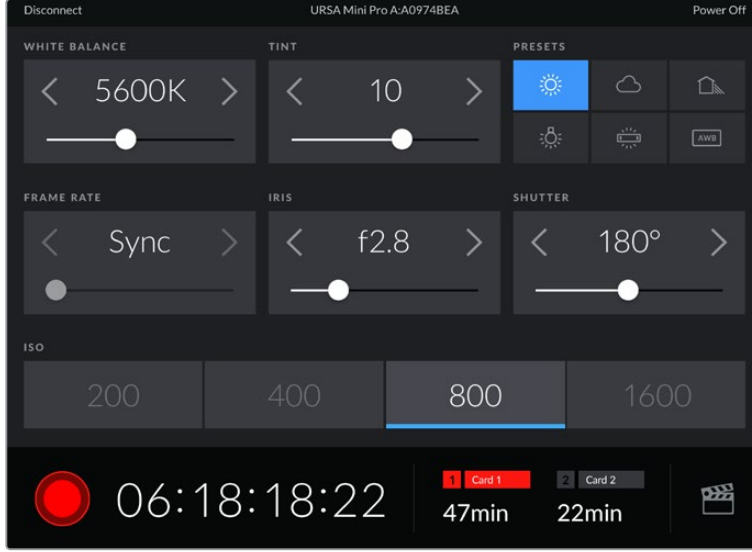 Disconnect URSA Mini Pro A:A0974BEA Power Off
WHITE BALANCE TINT PRESETS
5600K 10
AWB
FRAME RATE IRIS SHUTTER
Sync f2.8 180°
ISO
200 400 800 1600
06:18:18:22
1 Card 1 2 Card 2
47min 22min